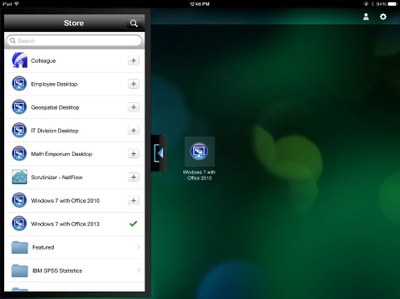 iPad
12:46 PM
94%
Store
Search
Colleague
Employee Desktop
Geospatial Desktop
IT Division Desktop
Math Emporium Desktop
Scrutinizer - NetFlow
Windows 7 with Office 2010
Windows 7 with Office 2013
Featured
IBM SPSS Statistics
Windows 7 with
Office 2013